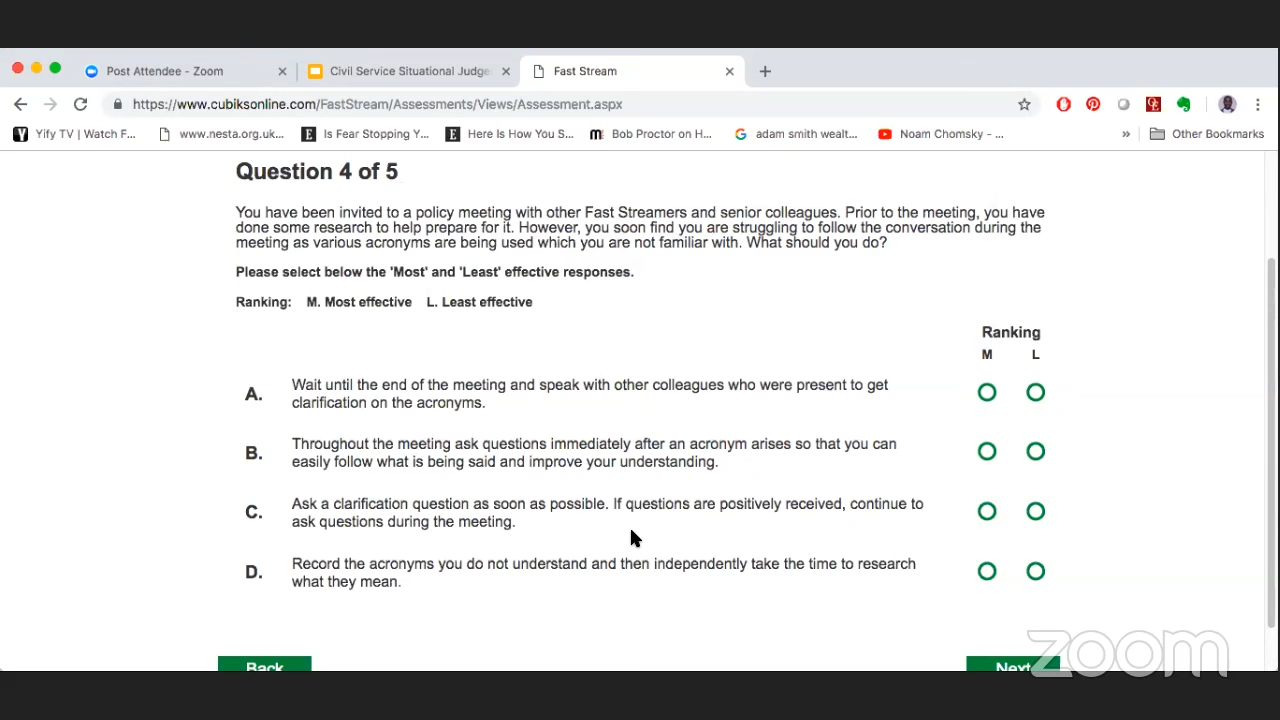 Post Attendee - Zoom
Civil Service Situational Judge
Fast Stream
https://www.cubiksonline.com/FastStream/Assessments/Views/Assessment.aspx
Yify TV | Watch F...
www.nesta.org.uk...
Is Fear Stopping Y...
Here Is How You S...
Bob Proctor on H...
adam smith wealt...
Noam Chomsky - ...
» Other Bookmarks
Question 4 of 5
You have been invited to a policy meeting with other Fast Streamers and senior colleagues. Prior to the meeting, you have
done some research to help prepare for it. However, you soon find you are struggling to follow the conversation during the
meeting as various acronyms are being used which you are not familiar with. What should you do?
Please select below the 'Most' and 'Least' effective responses.
Ranking: M. Most effective L. Least effective
Ranking
M L
A. Wait until the end of the meeting and speak with other colleagues who were present to get
clarification on the acronyms.
B. Throughout the meeting ask questions immediately after an acronym arises so that you can
easily follow what is being said and improve your understanding.
C. Ask a clarification question as soon as possible. If questions are positively received, continue to
ask questions during the meeting.
D. Record the acronyms you do not understand and then independently take the time to research
what they mean.
Back
Next
zoom